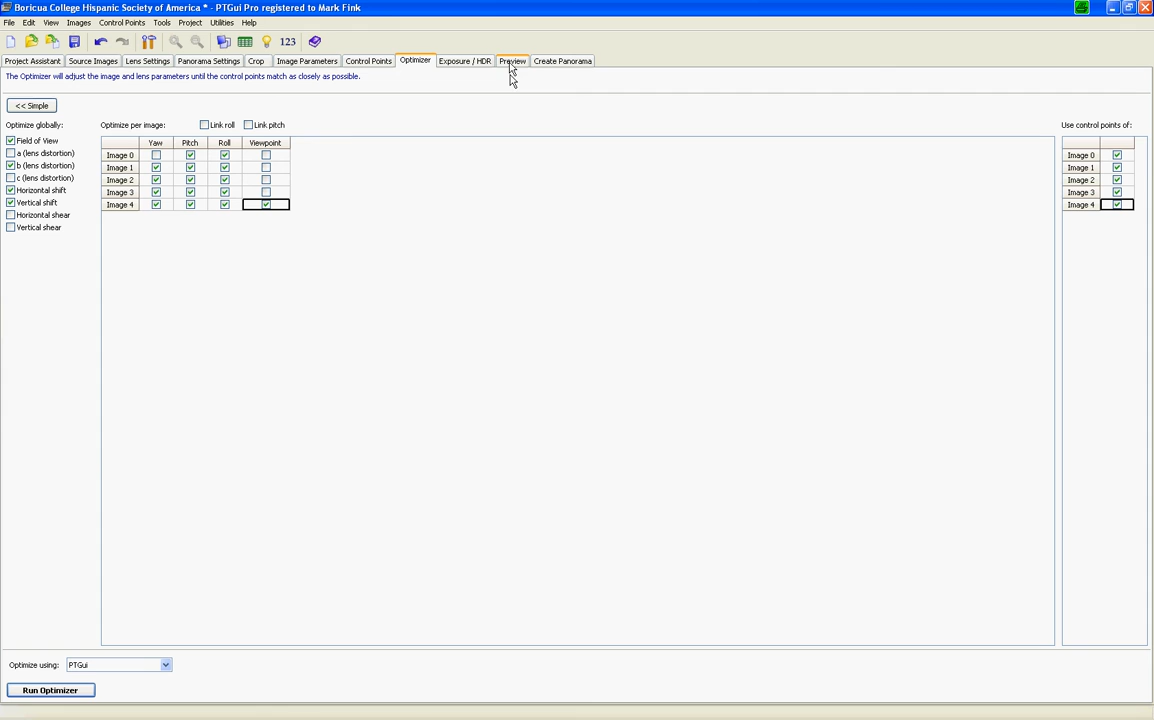 Boricua College Hispanic Society of America * - PTGui Pro registered to Mark Fink
File Edit View Images Control Points Tools Project Utilities Help
123
Project Assistant Source Images Lens Settings Panorama Settings Crop Image Parameters Control Points Optimizer Exposure / HDR Preview Create Panorama
The Optimizer will adjust the image and lens parameters until the control points match as closely as possible.
<< Simple
Optimize globally: Optimize per image: Link roll Link pitch Use control points of:
Field of View Yaw Pitch Roll Viewpoint
a (lens distortion) Image 0 Image 0
b (lens distortion) Image 1 Image 1
c (lens distortion) Image 2 Image 2
Horizontal shift Image 3 Image 3
Vertical shift Image 4 Image 4
Horizontal shear
Vertical shear
Optimize using: PTGui
Run Optimizer